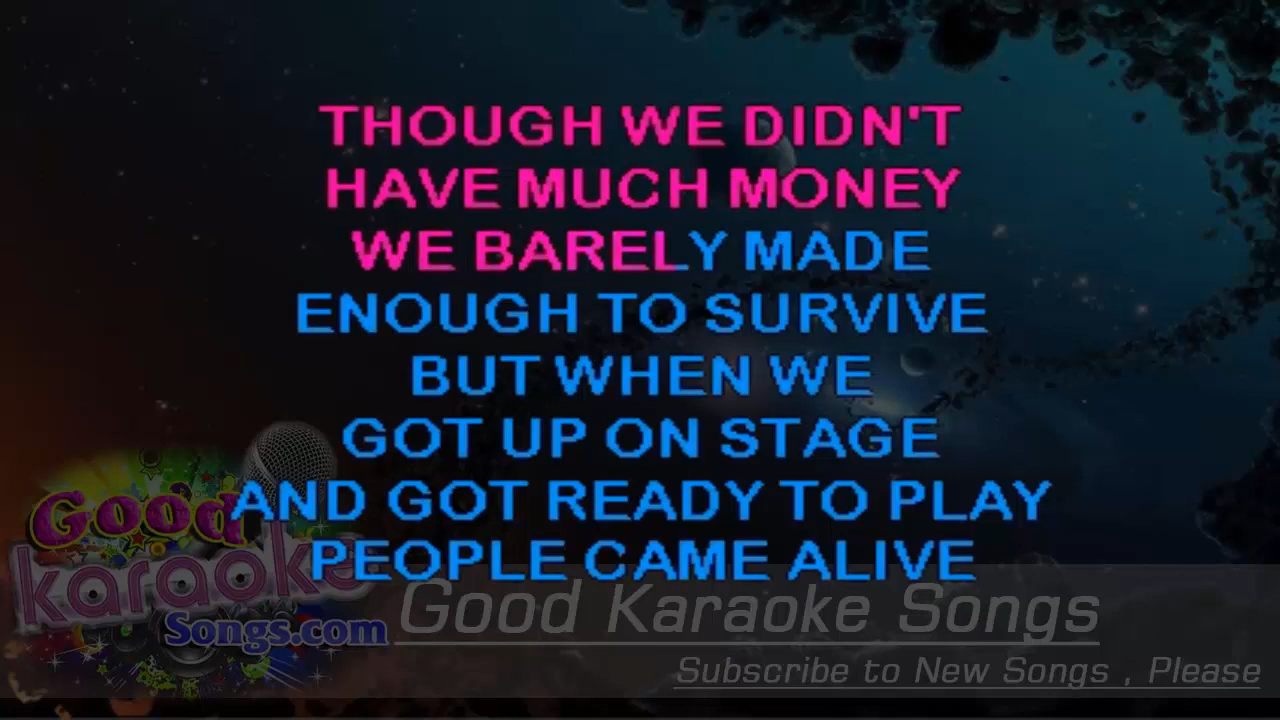 THOUGH WE DIDN'T
HAVE MUCH MONEY
WE BARELY MADE
ENOUGH TO SURVIVE
BUT WHEN WE
GOT UP ON STAGE
AND GOT READY TO PLAY
PEOPLE CAME ALIVE
Good
karaoke
Songs.com
Good Karaoke Songs
Subscribe to New Songs , Please